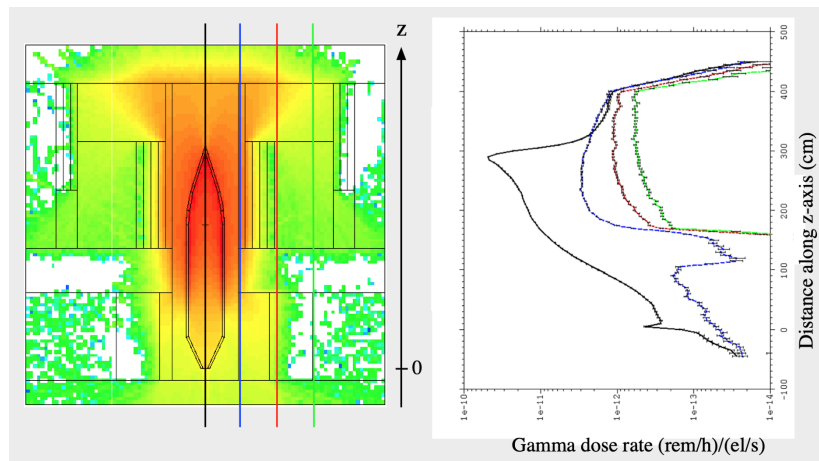 z
0
500
400
300
200
100
0
-100
Distance along z-axis (cm)
1e-10
1e-11
1e-12
1e-13
1e-14
Gamma dose rate (rem/h)/(el/s)